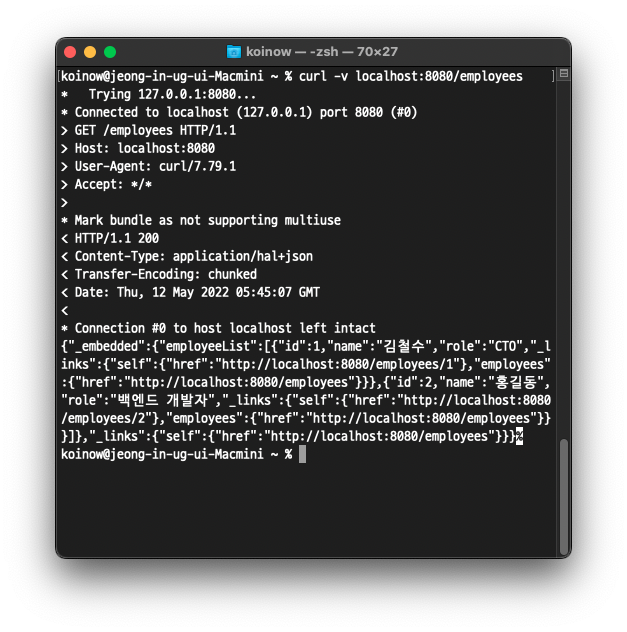 koinow — -zsh — 70×27
[koinow@jeong-in-ug-ui-Macmini ~ % curl -v localhost:8080/employees ]
*   Trying 127.0.0.1:8080...
* Connected to localhost (127.0.0.1) port 8080 (#0)
> GET /employees HTTP/1.1
> Host: localhost:8080
> User-Agent: curl/7.79.1
> Accept: */*
>
* Mark bundle as not supporting multiuse
< HTTP/1.1 200
< Content-Type: application/hal+json
< Transfer-Encoding: chunked
< Date: Thu, 12 May 2022 05:45:07 GMT
<
* Connection #0 to host localhost left intact
{"_embedded":{"employeeList":[{"id":1,"name":"김철수","role":"CTO","_l
inks":{"self":{"href":"http://localhost:8080/employees/1"},"employees"
:{"href":"http://localhost:8080/employees"}}},{"id":2,"name":"홍길동",
"role":"백엔드 개발자","_links":{"self":{"href":"http://localhost:8080
/employees/2"},"employees":{"href":"http://localhost:8080/employees"}}
}]},"_links":{"self":{"href":"http://localhost:8080/employees"}}}%
koinow@jeong-in-ug-ui-Macmini ~ %